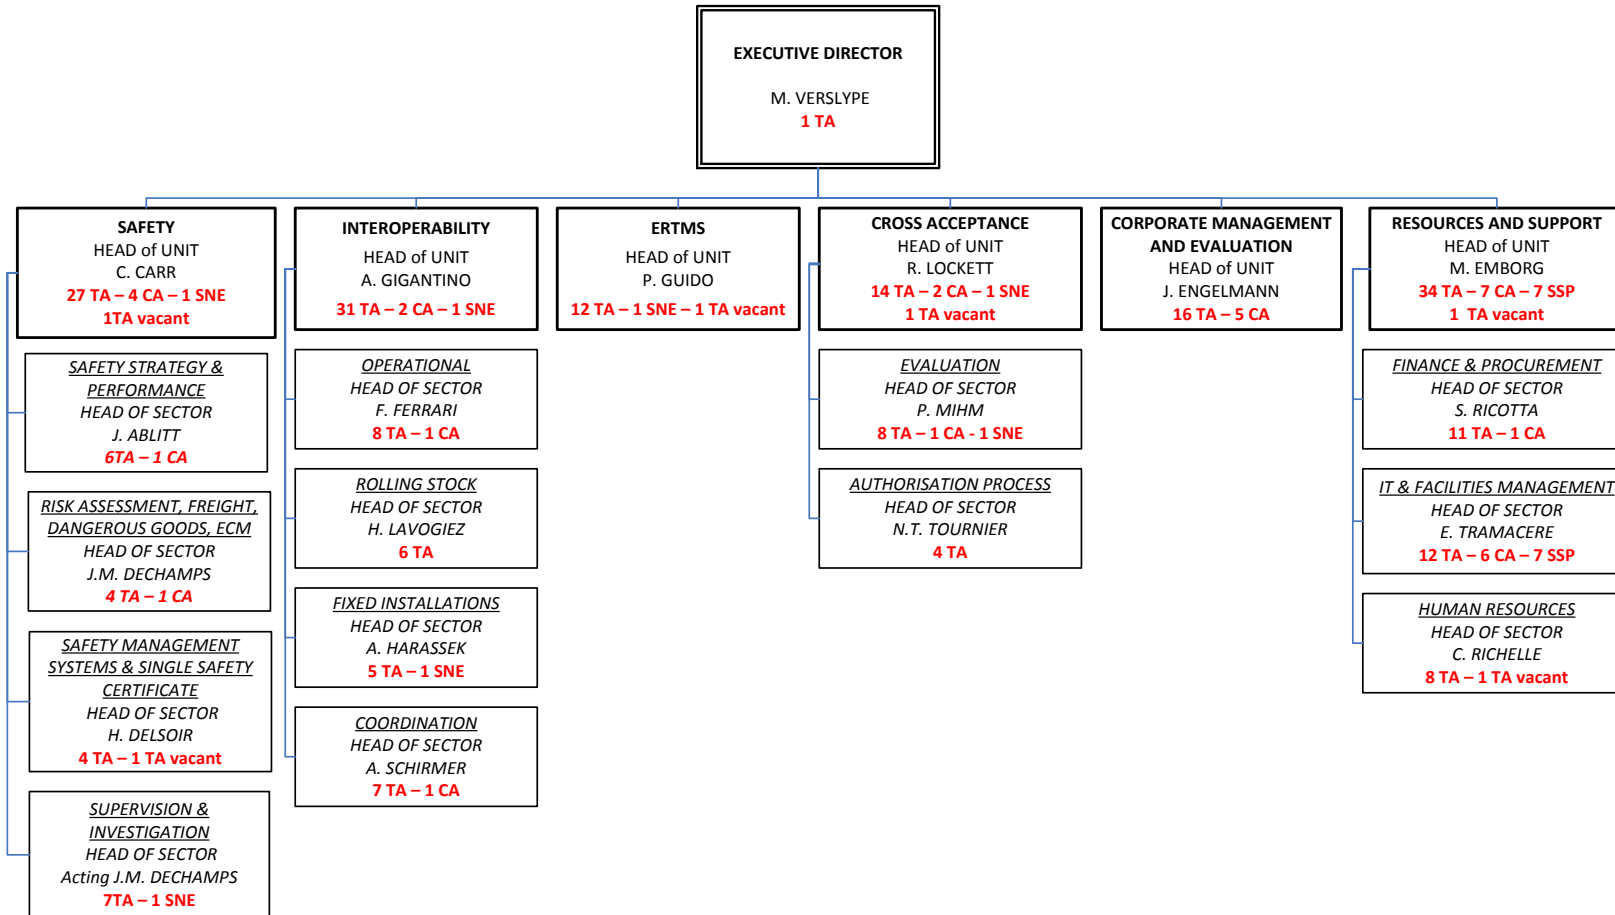 EXECUTIVE DIRECTOR
M. VERSLYPE
1 TA
SAFETY
HEAD of UNIT
C. CARR
27 TA – 4 CA – 1 SNE
1TA vacant
SAFETY STRATEGY &
PERFORMANCE
HEAD OF SECTOR
J. ABLITT
6TA – 1 CA
RISK ASSESSMENT, FREIGHT,
DANGEROUS GOODS, ECM
HEAD OF SECTOR
J.M. DECHAMPS
4 TA – 1 CA
SAFETY MANAGEMENT
SYSTEMS & SINGLE SAFETY
CERTIFICATE
HEAD OF SECTOR
H. DELSOIR
4 TA – 1 TA vacant
SUPERVISION &
INVESTIGATION
HEAD OF SECTOR
Acting J.M. DECHAMPS
7TA – 1 SNE
INTEROPERABILITY
HEAD of UNIT
A. GIGANTINO
31 TA – 2 CA – 1 SNE
OPERATIONAL
HEAD OF SECTOR
F. FERRARI
8 TA – 1 CA
ROLLING STOCK
HEAD OF SECTOR
H. LAVOGIEZ
6 TA
FIXED INSTALLATIONS
HEAD OF SECTOR
A. HARASSEK
5 TA – 1 SNE
COORDINATION
HEAD OF SECTOR
A. SCHIRMER
7 TA – 1 CA
ERTMS
HEAD of UNIT
P. GUIDO
12 TA – 1 SNE – 1 TA vacant
CROSS ACCEPTANCE
HEAD of UNIT
R. LOCKETT
14 TA – 2 CA – 1 SNE
1 TA vacant
EVALUATION
HEAD OF SECTOR
P. MIHM
8 TA – 1 CA - 1 SNE
AUTHORISATION PROCESS
HEAD OF SECTOR
N.T. TOURNIER
4 TA
CORPORATE MANAGEMENT
AND EVALUATION
HEAD of UNIT
J. ENGELMANN
16 TA – 5 CA
RESOURCES AND SUPPORT
HEAD of UNIT
M. EMBORG
34 TA – 7 CA – 7 SSP
1 TA vacant
FINANCE & PROCUREMENT
HEAD OF SECTOR
S. RICOTTA
11 TA – 1 CA
IT & FACILITIES MANAGEMENT
HEAD OF SECTOR
E. TRAMACERE
12 TA – 6 CA – 7 SSP
HUMAN RESOURCES
HEAD OF SECTOR
C. RICHELLE
8 TA – 1 TA vacant